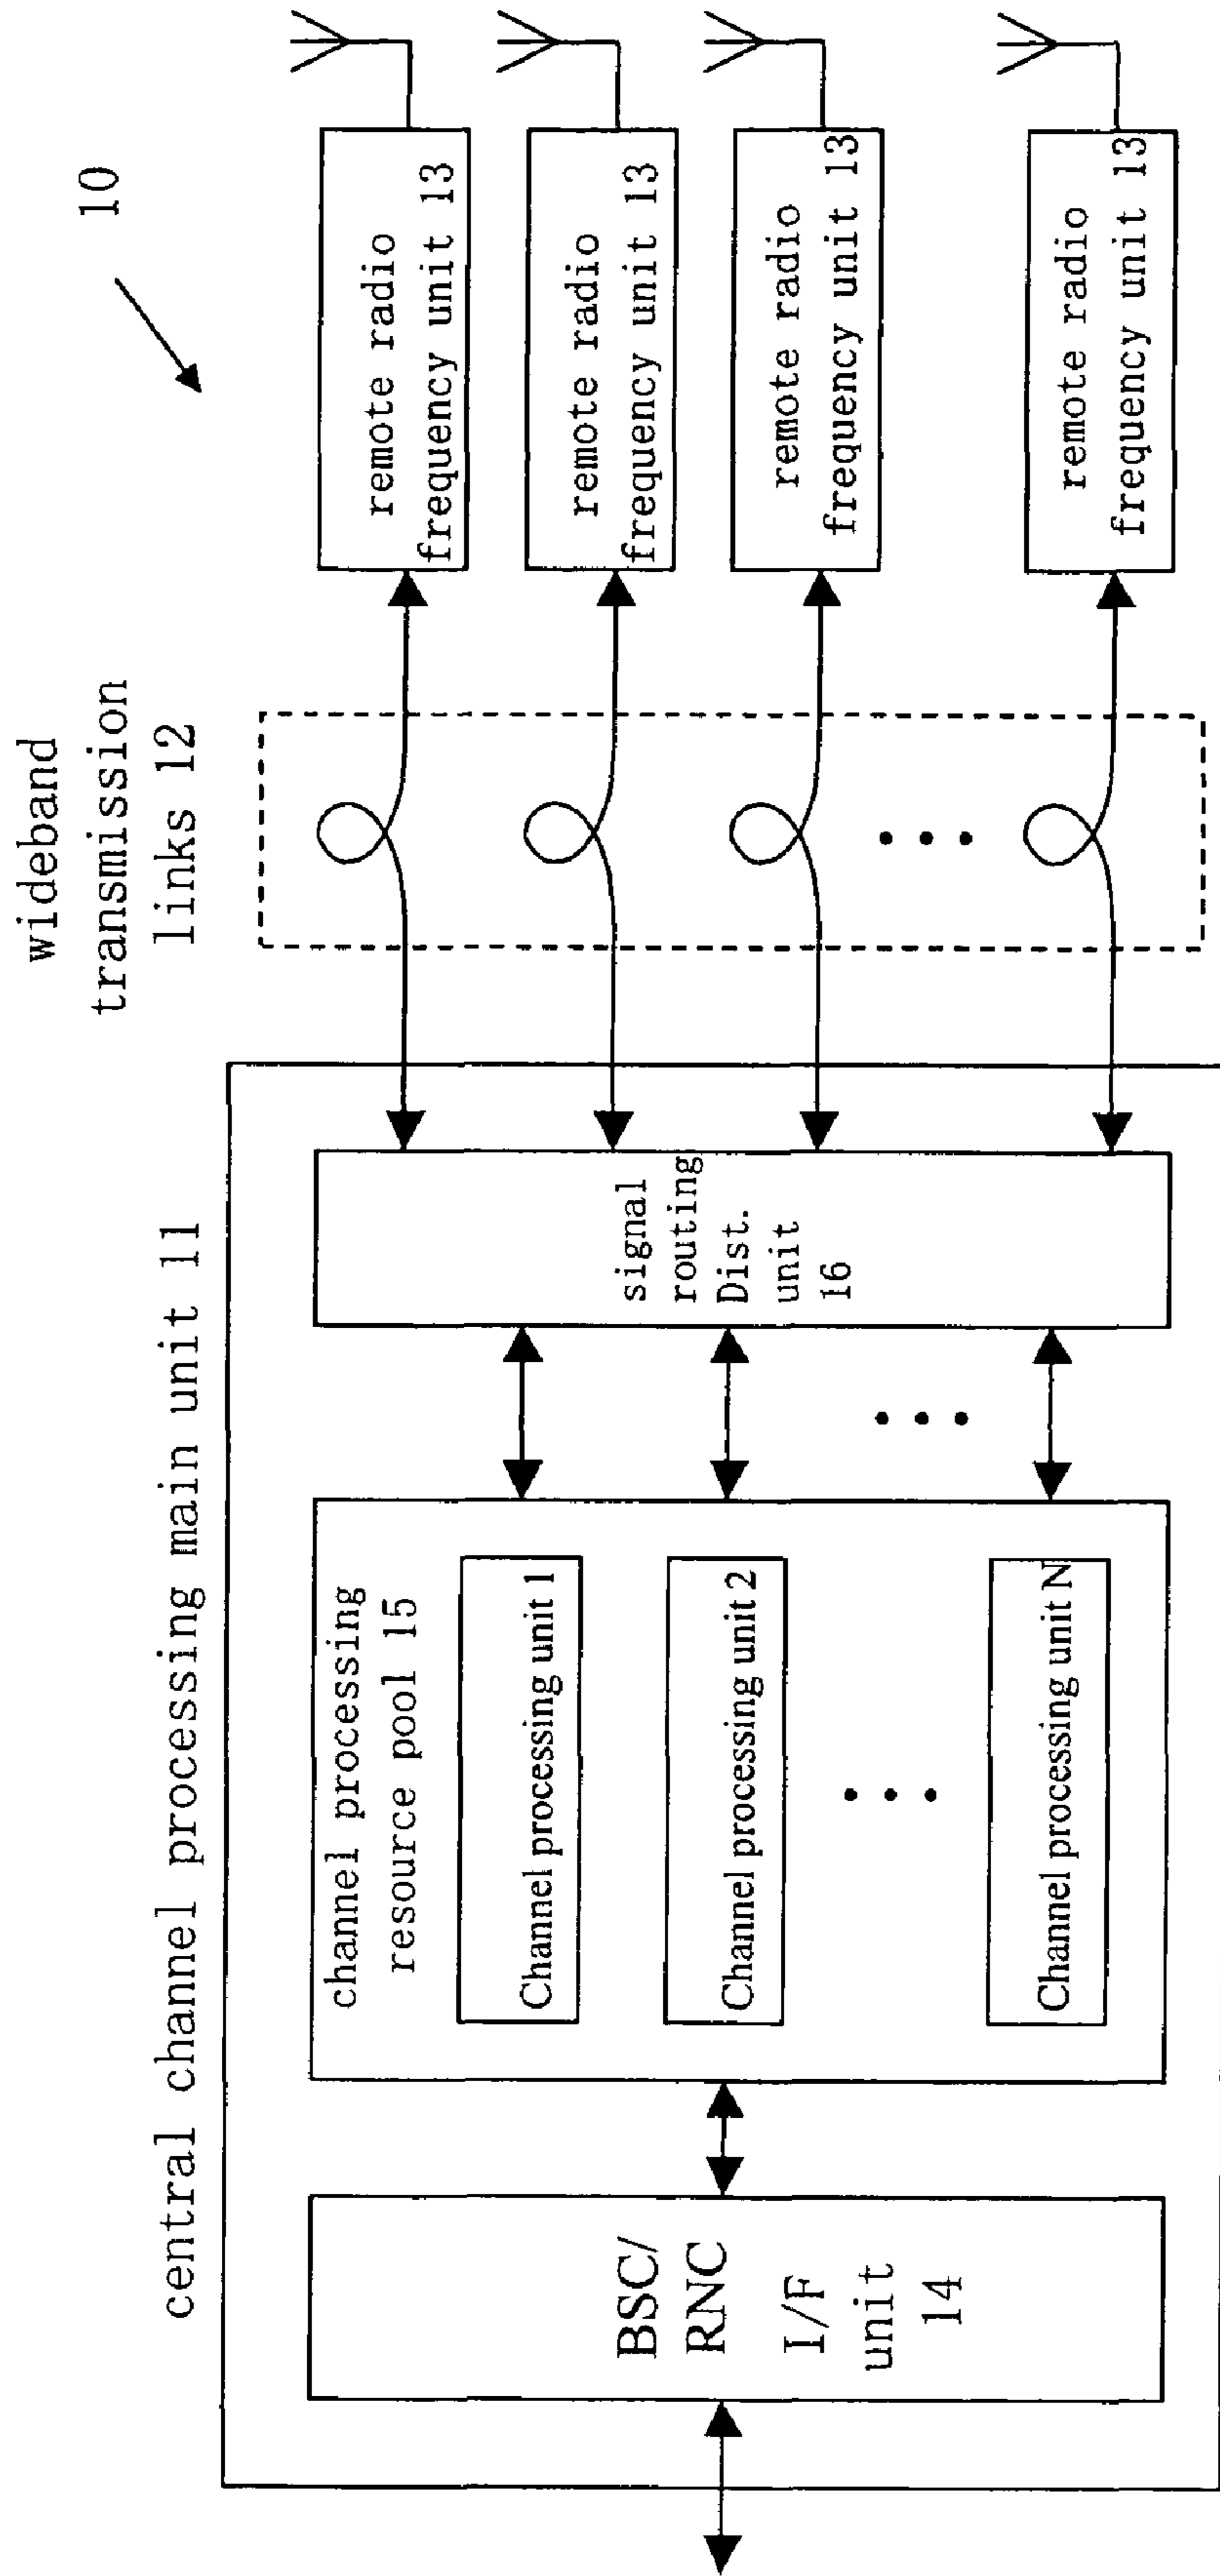 10
wideband
transmission
links 12
central channel processing main unit 11
BSC/
RNC
I/F
unit
14
channel processing
resource pool 15
Channel processing unit 1
Channel processing unit 2
Channel processing unit N
signal
routing
Dist.
unit
16
remote radio
frequency unit 13
remote radio
frequency unit 13
remote radio
frequency unit 13
remote radio
frequency unit 13